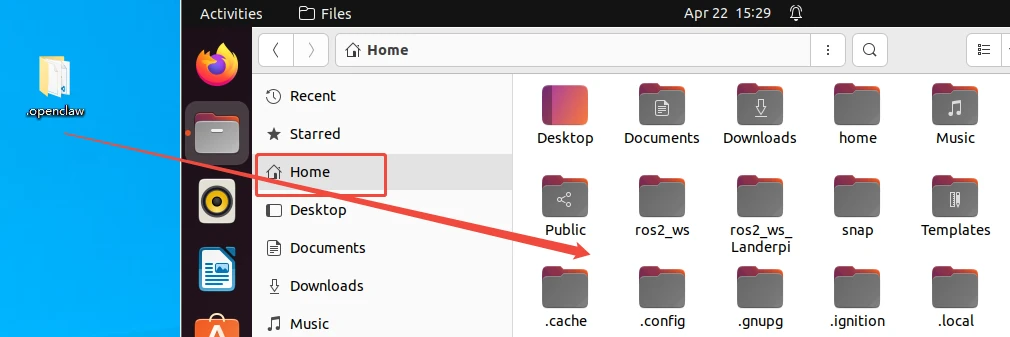 Activities
Files
Apr 22 15:29
.openclaw
Home
Recent
Starred
Home
Desktop
Documents
Downloads
Music
Desktop
Documents
Downloads
home
Music
Public
ros2_ws
ros2_ws_
Landerpi
snap
Templates
.cache
.config
.gnupg
.ignition
.local